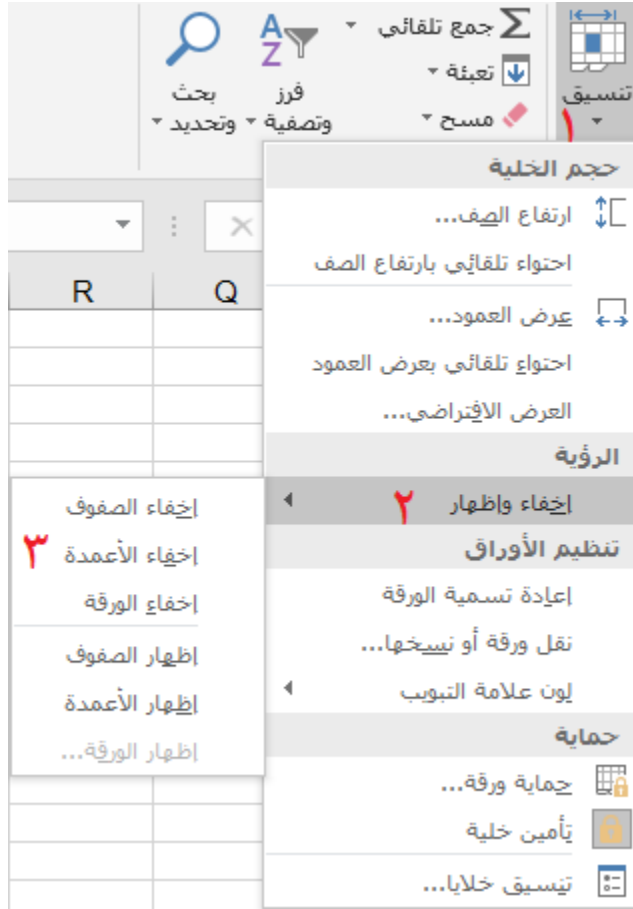 جمع تلقائي
تعبئة
مسح
فرز
وتصفية
بحث
وتحديد
تنسيق
١
حجم الخلية
ارتفاع الصف...
احتواء تلقائي بارتفاع الصف
عرض العمود...
احتواء تلقائي بعرض العمود
العرض الافتراضي...
الرؤية
إخفاء وإظهار ٢
إخفاء الصفوف
إخفاء الأعمدة ٣
إخفاء الورقة
إظهار الصفوف
إظهار الأعمدة
إظهار الورقة...
تنظيم الأوراق
إعادة تسمية الورقة
نقل ورقة أو نسخها...
لون علامة التبويب
حماية
حماية ورقة...
تأمين خلية
تنسيق خلايا...
Q R